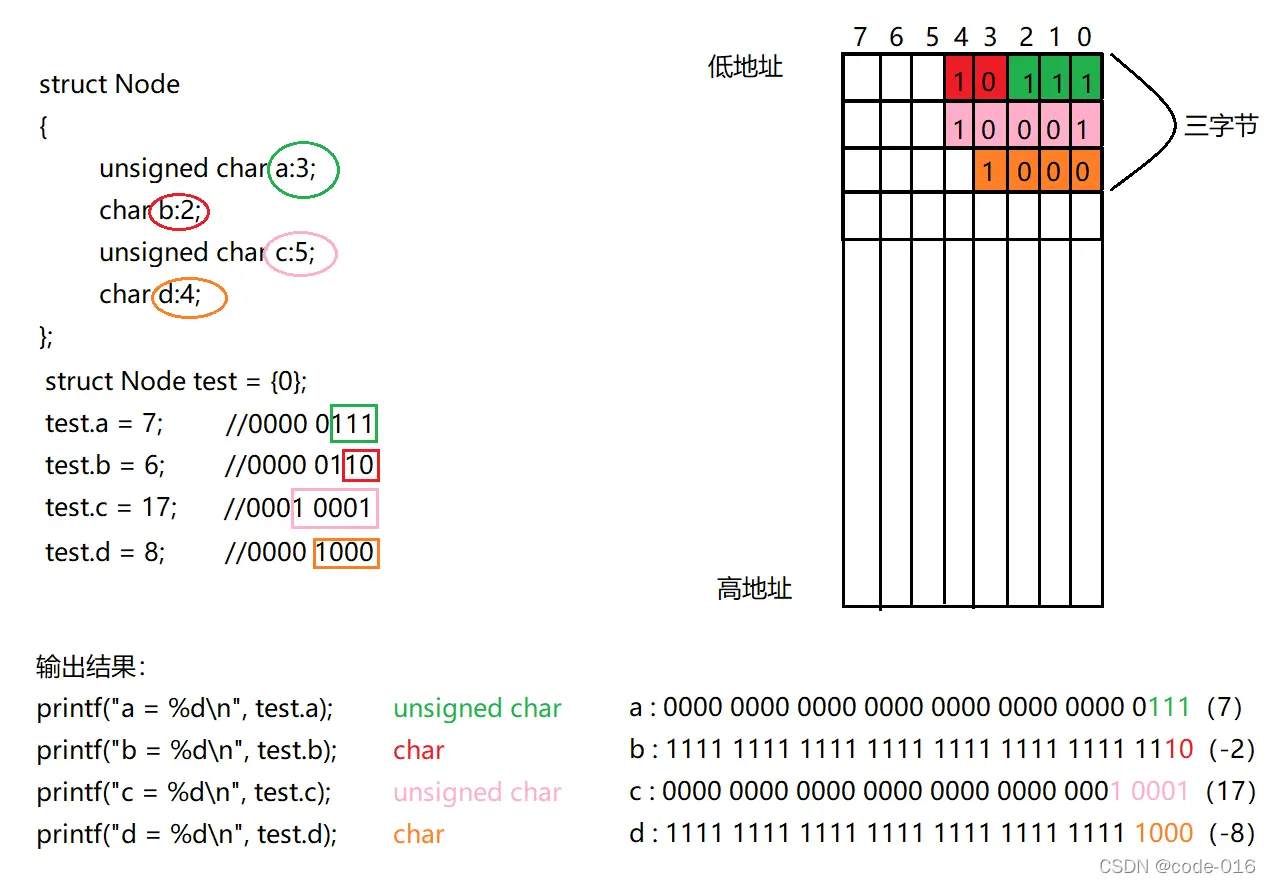 struct Node
{
unsigned char a:3;
char b:2;
unsigned char c:5;
char d:4;
};
struct Node test = {0};
test.a = 7; //0000 0111
test.b = 6; //0000 0110
test.c = 17; //0001 0001
test.d = 8; //0000 1000
7 6 5 4 3 2 1 0
低地址
1 0 1 1 1
1 0 0 0 1
1 0 0 0
三字节
高地址
输出结果:
printf("a = %d\n", test.a); unsigned char a : 0000 0000 0000 0000 0000 0000 0000 0111 (7)
printf("b = %d\n", test.b); char b : 1111 1111 1111 1111 1111 1111 1111 1110 (-2)
printf("c = %d\n", test.c); unsigned char c : 0000 0000 0000 0000 0000 0000 0001 0001 (17)
printf("d = %d\n", test.d); char d : 1111 1111 1111 1111 1111 1111 1111 1000 (-8)
CSDN @code-016